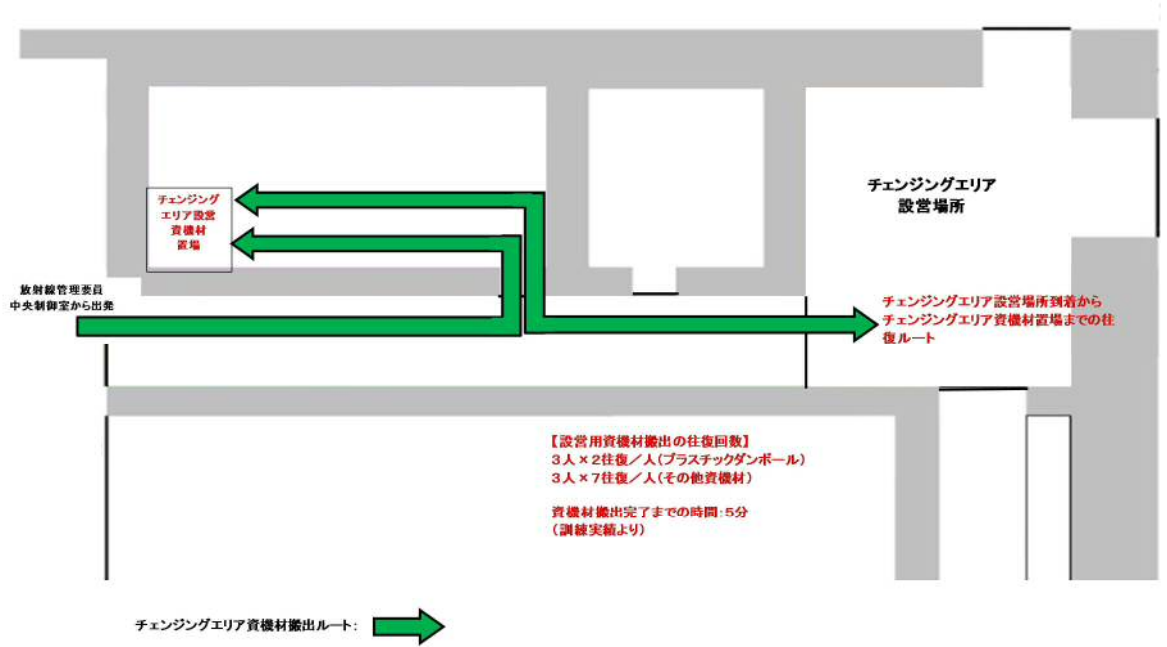 チェンジングエリア
設営場所
チェンジング
エリア設営
資機材
置場
放射線管理要員
中央制御室から出発
チェンジングエリア設営場所到着から
チェンジングエリア資機材置場までの往
復ルート
【設営用資機材搬出の往復回数】
3人×2往復／人(プラスチックダンボール)
3人×7往復／人(その他資機材)
資機材搬出完了までの時間:5分
(訓練実績より)
チェンジングエリア資機材搬出ルート: